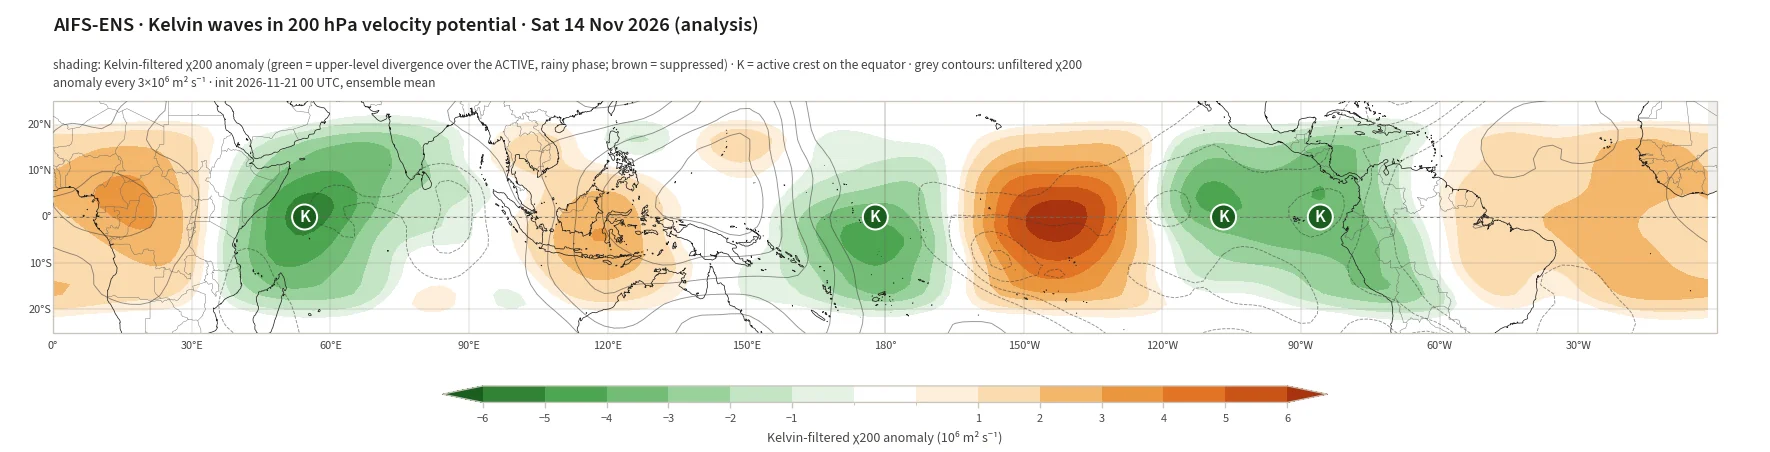 AIFS-ENS · Kelvin waves in 200 hPa velocity potential · Sat 14 Nov 2026 (analysis)
shading: Kelvin-filtered χ200 anomaly (green = upper-level divergence over the ACTIVE, rainy phase; brown = suppressed) · K = active crest on the equator · grey contours: unfiltered χ200
anomaly every 3×10⁶ m² s⁻¹ · init 2026-11-21 00 UTC, ensemble mean
20°N
10°N
0°
10°S
20°S
K K K K
0° 30°E 60°E 90°E 120°E 150°E 180° 150°W 120°W 90°W 60°W 30°W
−6 −5 −4 −3 −2 −1 1 2 3 4 5 6
Kelvin-filtered χ200 anomaly (10⁶ m² s⁻¹)